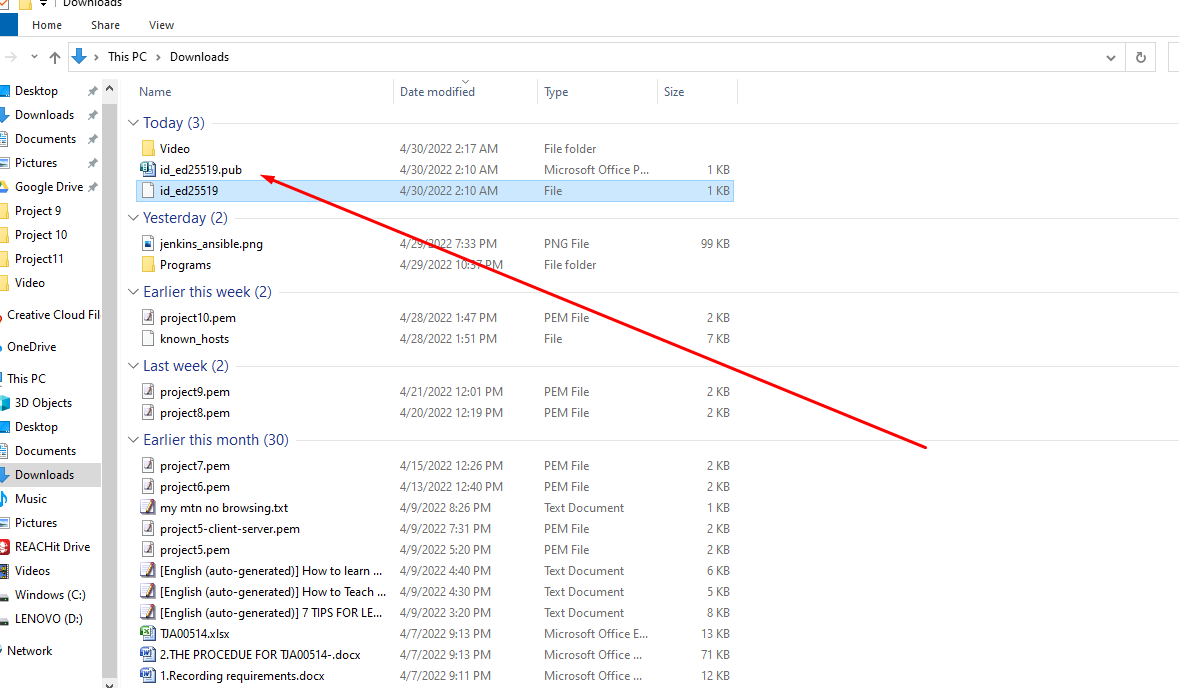 Downloads
Home Share View
This PC Downloads
Name Date modified Type Size
Desktop
Downloads
Documents
Pictures
Google Drive
Project 9
Project 10
Project11
Video
Creative Cloud Fil
OneDrive
This PC
3D Objects
Desktop
Documents
Downloads
Music
Pictures
REACHit Drive
Videos
Windows (C:)
LENOVO (D:)
Network
Today (3)
Video 4/30/2022 2:17 AM File folder
id_ed25519.pub 4/30/2022 2:10 AM Microsoft Office P... 1 KB
id_ed25519 4/30/2022 2:10 AM File 1 KB
Yesterday (2)
jenkins_ansible.png 4/29/2022 7:33 PM PNG File 99 KB
Programs 4/29/2022 10:37 PM File folder
Earlier this week (2)
project10.pem 4/28/2022 1:47 PM PEM File 2 KB
known_hosts 4/28/2022 1:51 PM File 7 KB
Last week (2)
project9.pem 4/21/2022 12:01 PM PEM File 2 KB
project8.pem 4/20/2022 12:19 PM PEM File 2 KB
Earlier this month (30)
project7.pem 4/15/2022 12:26 PM PEM File 2 KB
project6.pem 4/13/2022 12:40 PM PEM File 2 KB
my mtn no browsing.txt 4/9/2022 8:26 PM Text Document 1 KB
project5-client-server.pem 4/9/2022 7:31 PM PEM File 2 KB
project5.pem 4/9/2022 5:20 PM PEM File 2 KB
[English (auto-generated)] How to learn ... 4/9/2022 4:40 PM Text Document 6 KB
[English (auto-generated)] How to Teach ... 4/9/2022 4:30 PM Text Document 5 KB
[English (auto-generated)] 7 TIPS FOR LE... 4/9/2022 3:20 PM Text Document 8 KB
TJA00514.xlsx 4/7/2022 9:13 PM Microsoft Office E... 13 KB
2.THE PROCEDUE FOR TJA00514-.docx 4/7/2022 9:13 PM Microsoft Office ... 71 KB
1.Recording requirements.docx 4/7/2022 9:11 PM Microsoft Office ... 12 KB